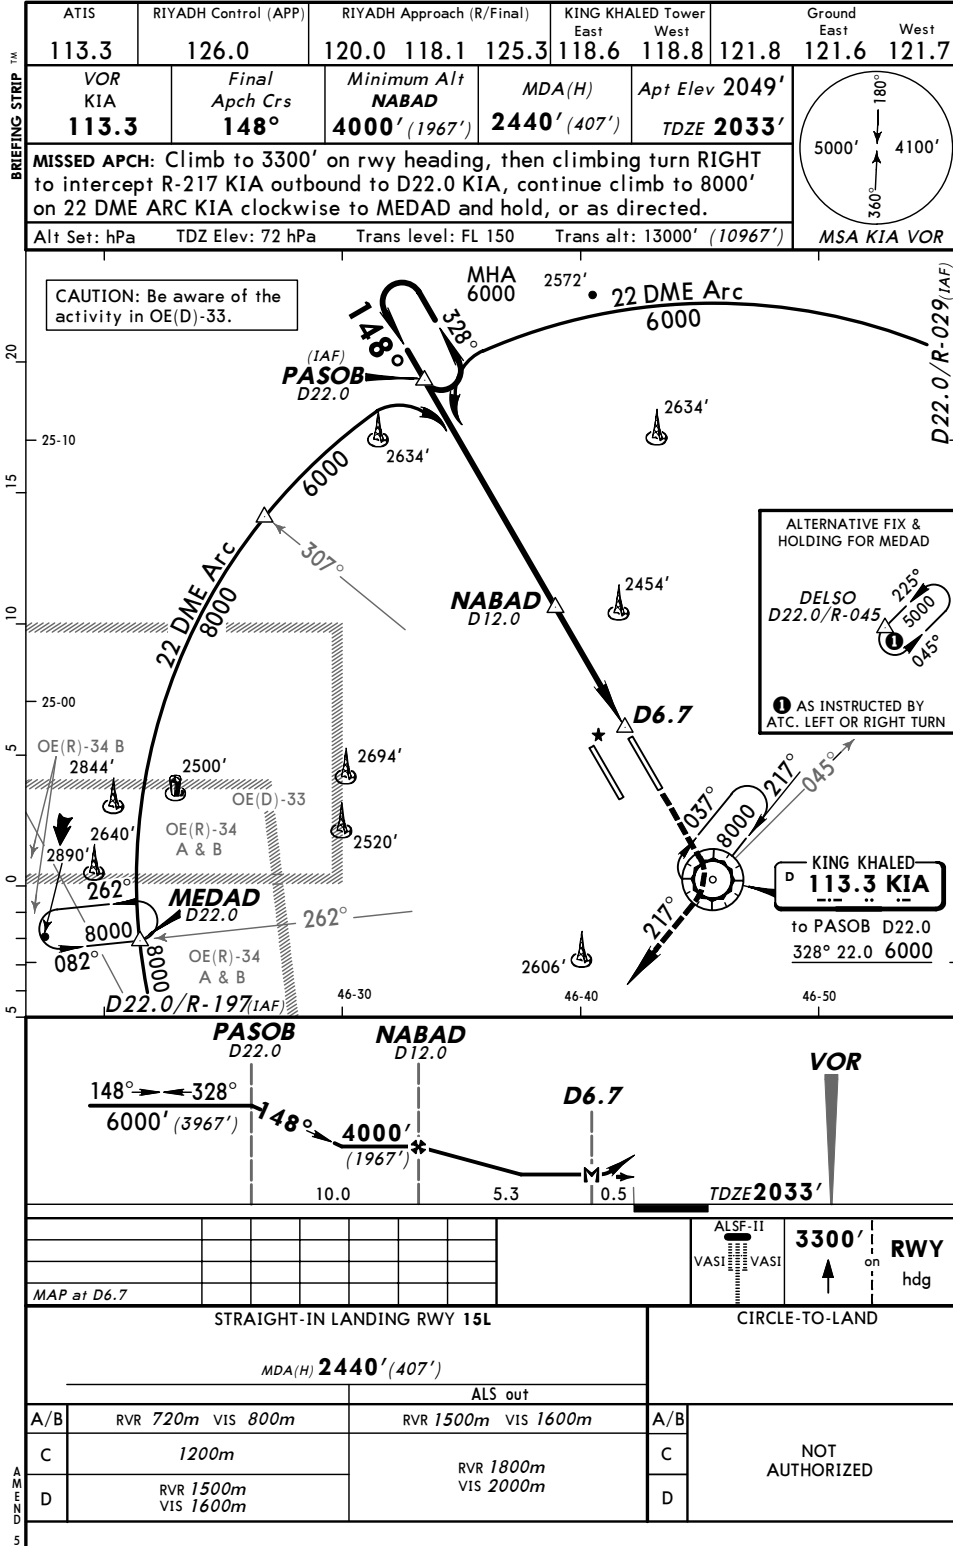 ATIS
113.3
RIYADH Control (APP)
126.0
RIYADH Approach (R/Final)
120.0 118.1 125.3
KING KHALED Tower
East West
118.6 118.8
121.8
Ground
East West
121.6 121.7
BRIEFING STRIP TM
VOR
KIA
113.3
Final
Apch Crs
148°
Minimum Alt
NABAD
4000' (1967')
MDA(H)
2440' (407')
Apt Elev 2049'
TDZE 2033'
MISSED APCH: Climb to 3300' on rwy heading, then climbing turn RIGHT
to intercept R-217 KIA outbound to D22.0 KIA, continue climb to 8000'
on 22 DME ARC KIA clockwise to MEDAD and hold, or as directed.
Alt Set: hPa TDZ Elev: 72 hPa Trans level: FL 150 Trans alt: 13000' (10967')
180°
5000' 4100'
360°
MSA KIA VOR
CAUTION: Be aware of the
activity in OE(D)-33.
MHA
6000
2572'
22 DME Arc
6000
D22.0/R-029(IAF)
148°
328°
(IAF)
PASOB
D22.0
20
25-10
2634'
2634'
6000
15
307°
22 DME Arc
8000
ALTERNATIVE FIX &
HOLDING FOR MEDAD
DELSO
D22.0/R-045
225°
5000
045°
1
1 AS INSTRUCTED BY
ATC. LEFT OR RIGHT TURN
NABAD
D12.0
2454'
10
25-00
D6.7
5
OE(R)-34 B
2844'
2500'
2694'
OE(D)-33
OE(R)-34
A & B
2640'
2520'
2890'
037°
8000
217°
045°
KING KHALED
D 113.3 KIA
to PASOB D22.0
328° 22.0 6000
0
262°
MEDAD
D22.0
262°
8000
082°
8000
OE(R)-34
A & B
217°
2606'
D22.0/R-197(IAF)
46-30
46-40
46-50
5
PASOB
D22.0
NABAD
D12.0
VOR
D6.7
148° 328°
6000' (3967')
148°
4000'
(1967')
M
10.0
5.3
0.5
TDZE 2033'
MAP at D6.7
ALSF-II
VASI VASI
3300'
on
RWY
hdg
STRAIGHT-IN LANDING RWY 15L
CIRCLE-TO-LAND
MDA(H) 2440' (407')
ALS out
A/B
RVR 720m VIS 800m
RVR 1500m VIS 1600m
A/B
C
1200m
RVR 1800m
VIS 2000m
C
NOT
AUTHORIZED
D
RVR 1500m
VIS 1600m
D
AMEND 5